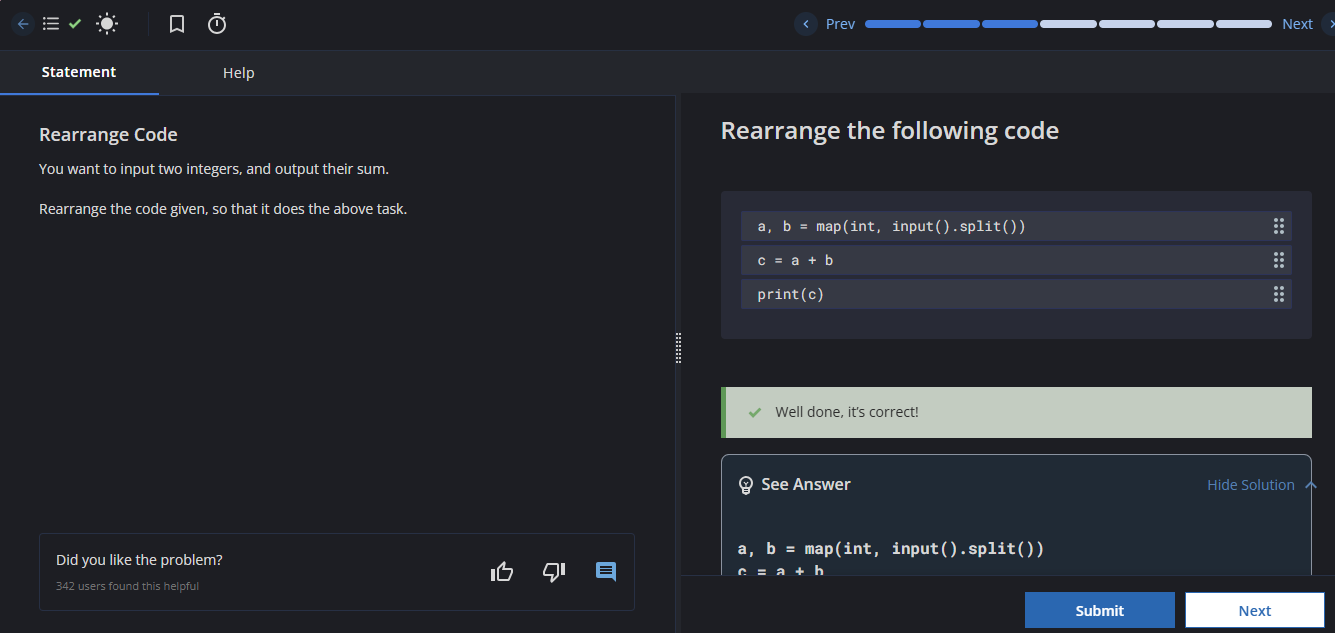 Prev
Next
Statement
Help
Rearrange Code
You want to input two integers, and output their sum.
Rearrange the code given, so that it does the above task.
Did you like the problem?
342 users found this helpful
Rearrange the following code
a, b = map(int, input().split())
c = a + b
print(c)
Well done, it's correct!
See Answer
Hide Solution
a, b = map(int, input().split())
c = a + b
Submit
Next